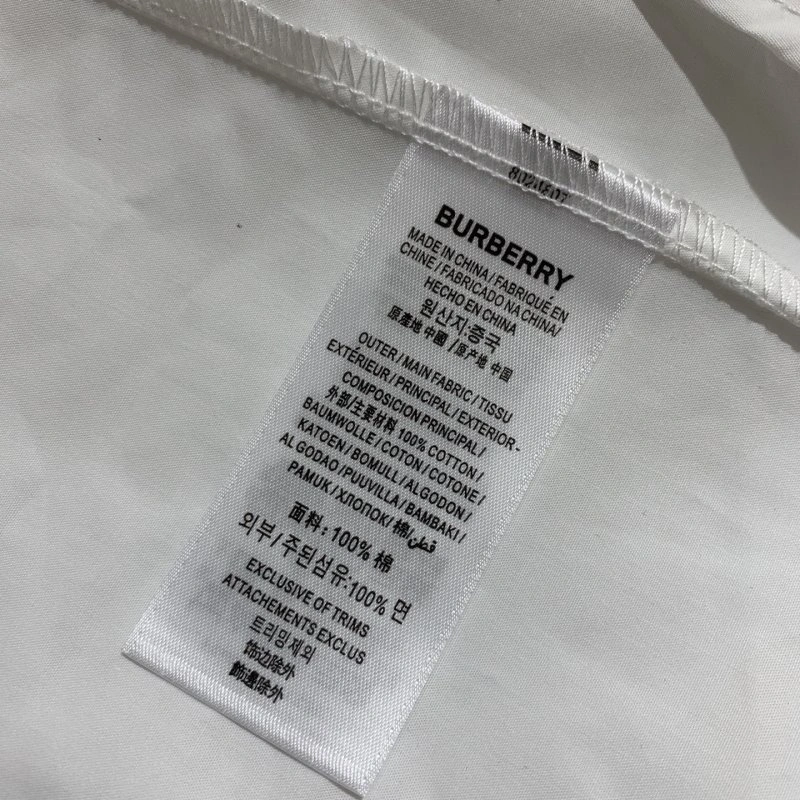 BURBERRY
MADE IN CHINA / FABRIQUÉ EN
CHINE / FABRICADO NA CHINA/
HECHO EN CHINA
원산지:중국
原產地 中國 /原产地 中国
OUTER / MAIN FABRIC / TISSU
EXTÉRIEUR / PRINCIPAL / EXTERIOR-
COMPOSICION PRINCIPAL /
外部/主要材料 100% COTTON /
BAUMWOLLE / COTON / COTONE /
KATOEN / BOMULL / ALGODON /
ALGODAO / PUUVILLA / BAMBAKI /
PAMUK / ХЛОПОК/ 棉/ قطن
面料: 100% 棉
외부 / 주된섬유:100% 면
EXCLUSIVE OF TRIMS
ATTACHEMENTS EXCLUS
트리밍제외
饰边除外
飾邊除外